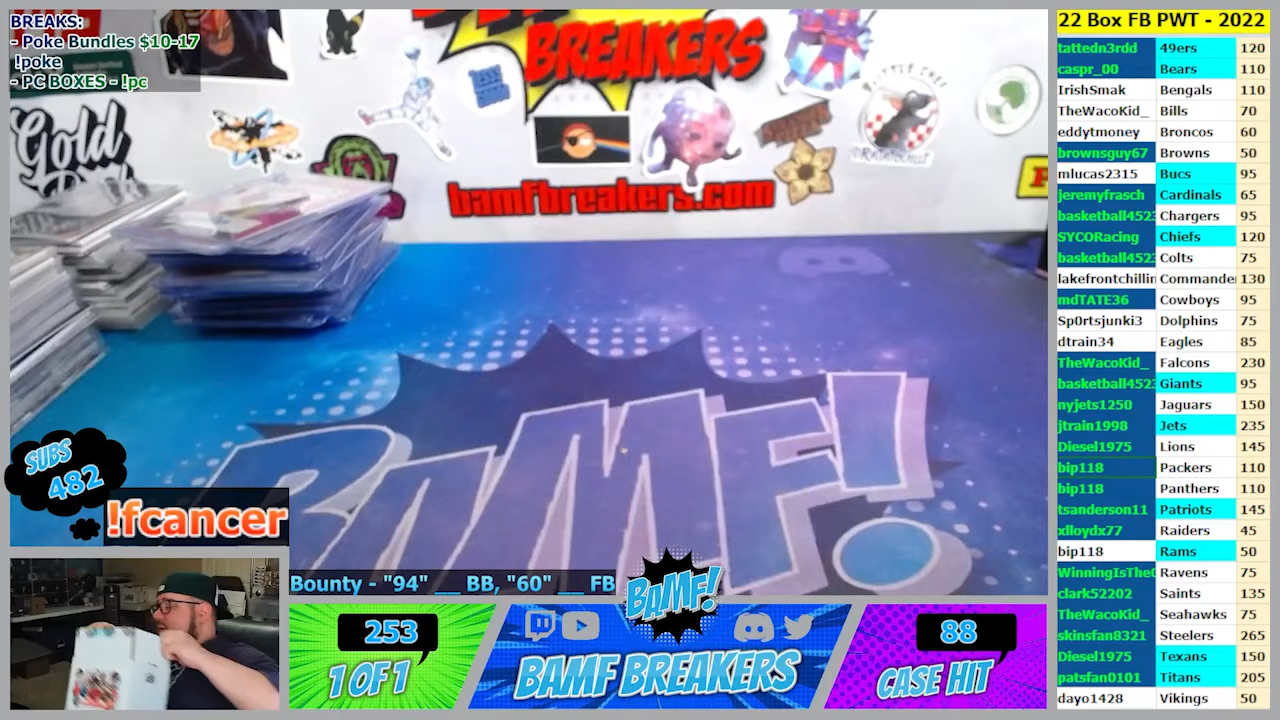 BREAKS:
- Poke Bundles $10-17
!poke
- PC BOXES - !pc
BREAKERS
bamfbreakers.com
Gold
SUBS
482
!fcancer
Bounty - "94" __ BB, "60" __ FB
BAMF!
253
1 OF 1
BAMF BREAKERS
88
CASE HIT
22 Box FB PWT - 2022
tattedn3rdd 49ers 120
caspr_00 Bears 110
IrishSmak Bengals 110
TheWacoKid_ Bills 70
eddytmoney Broncos 60
brownsguy67 Browns 50
mlucas2315 Bucs 95
jeremyfrasch Cardinals 65
basketball4523 Chargers 95
SYCORacing Chiefs 120
basketball4523 Colts 75
lakefrontchillin Commande 130
mdTATE36 Cowboys 95
Sp0rtsjunki3 Dolphins 75
dtrain34 Eagles 85
TheWacoKid_ Falcons 230
basketball4523 Giants 95
nyjets1250 Jaguars 150
jtrain1998 Jets 235
Diesel1975 Lions 145
bip118 Packers 110
bip118 Panthers 110
tsanderson11 Patriots 145
xlloydx77 Raiders 45
bip118 Rams 50
WinningIsTheO Ravens 75
clark52202 Saints 135
TheWacoKid_ Seahawks 75
skinsfan8321 Steelers 265
Diesel1975 Texans 150
patsfan0101 Titans 205
dayo1428 Vikings 50